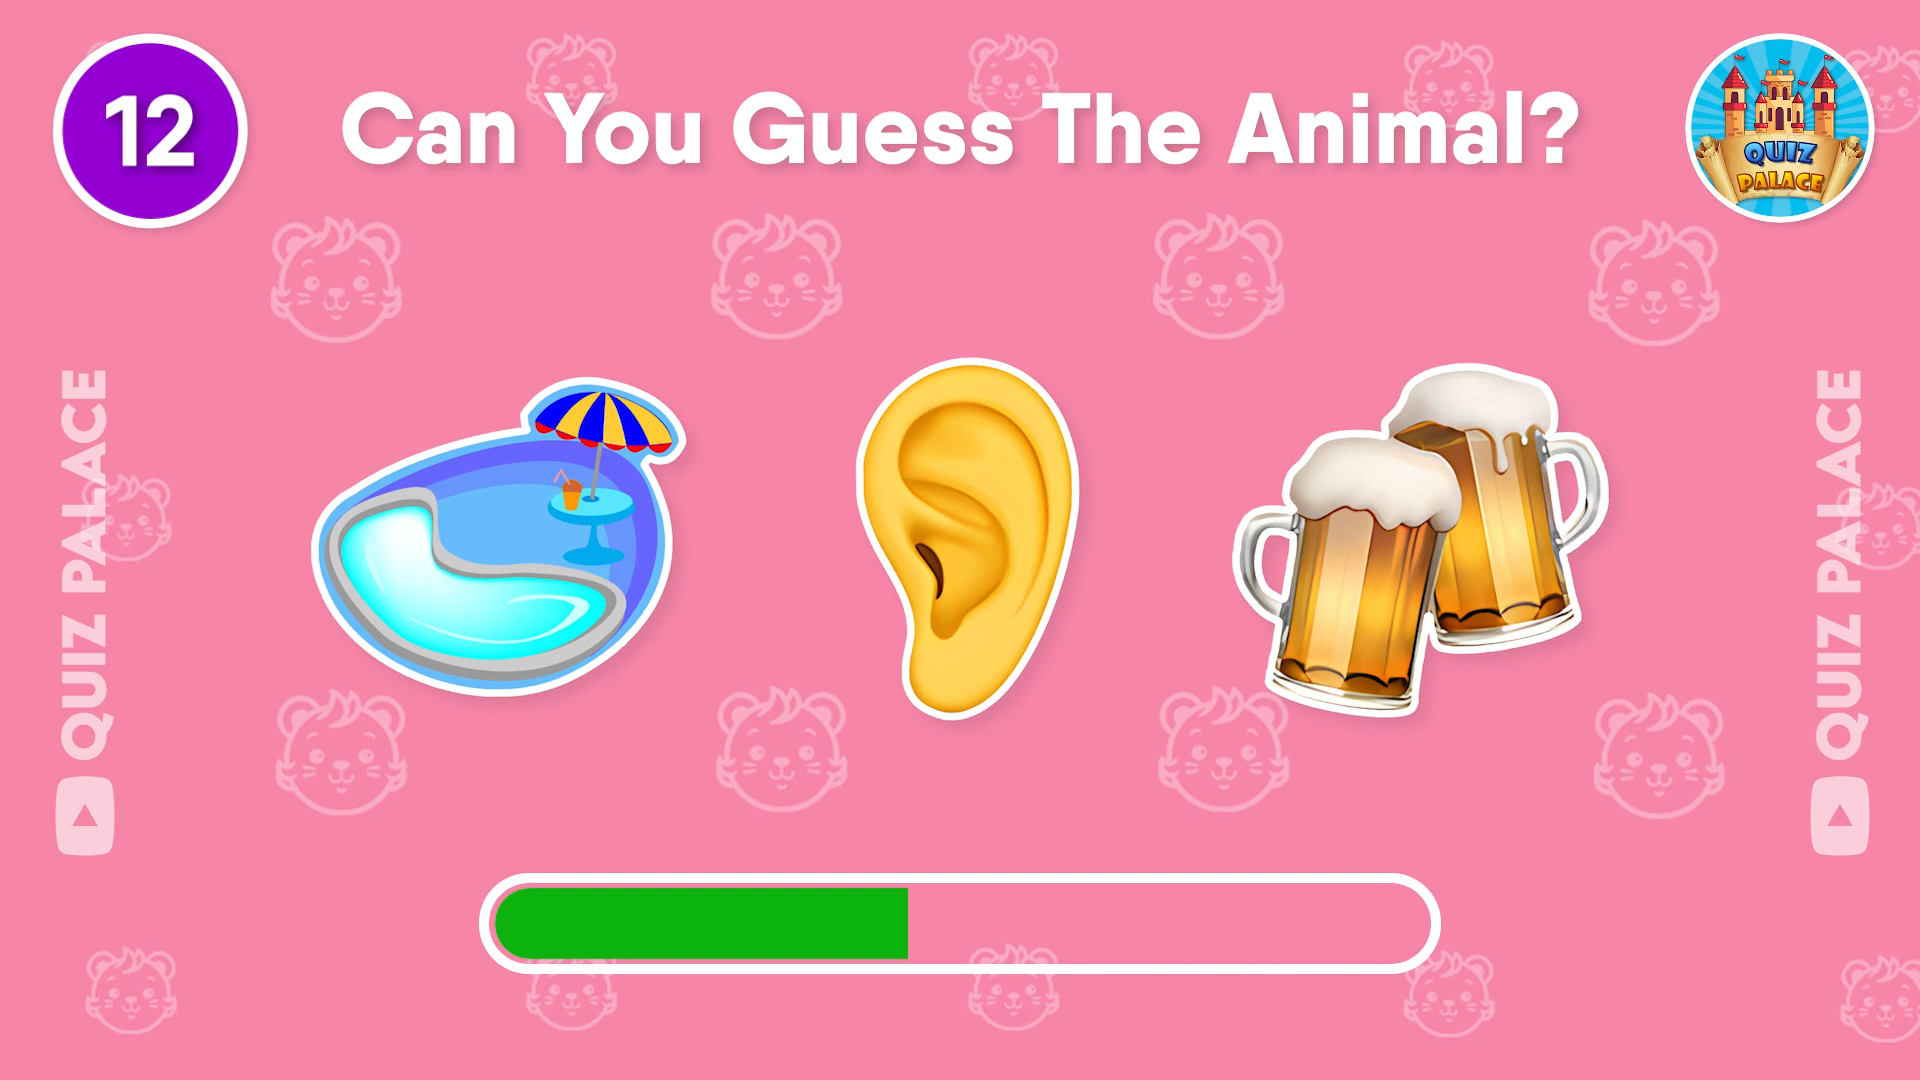 12
Can You Guess The Animal?
QUIZ
PALACE
QUIZ PALACE
QUIZ PALACE